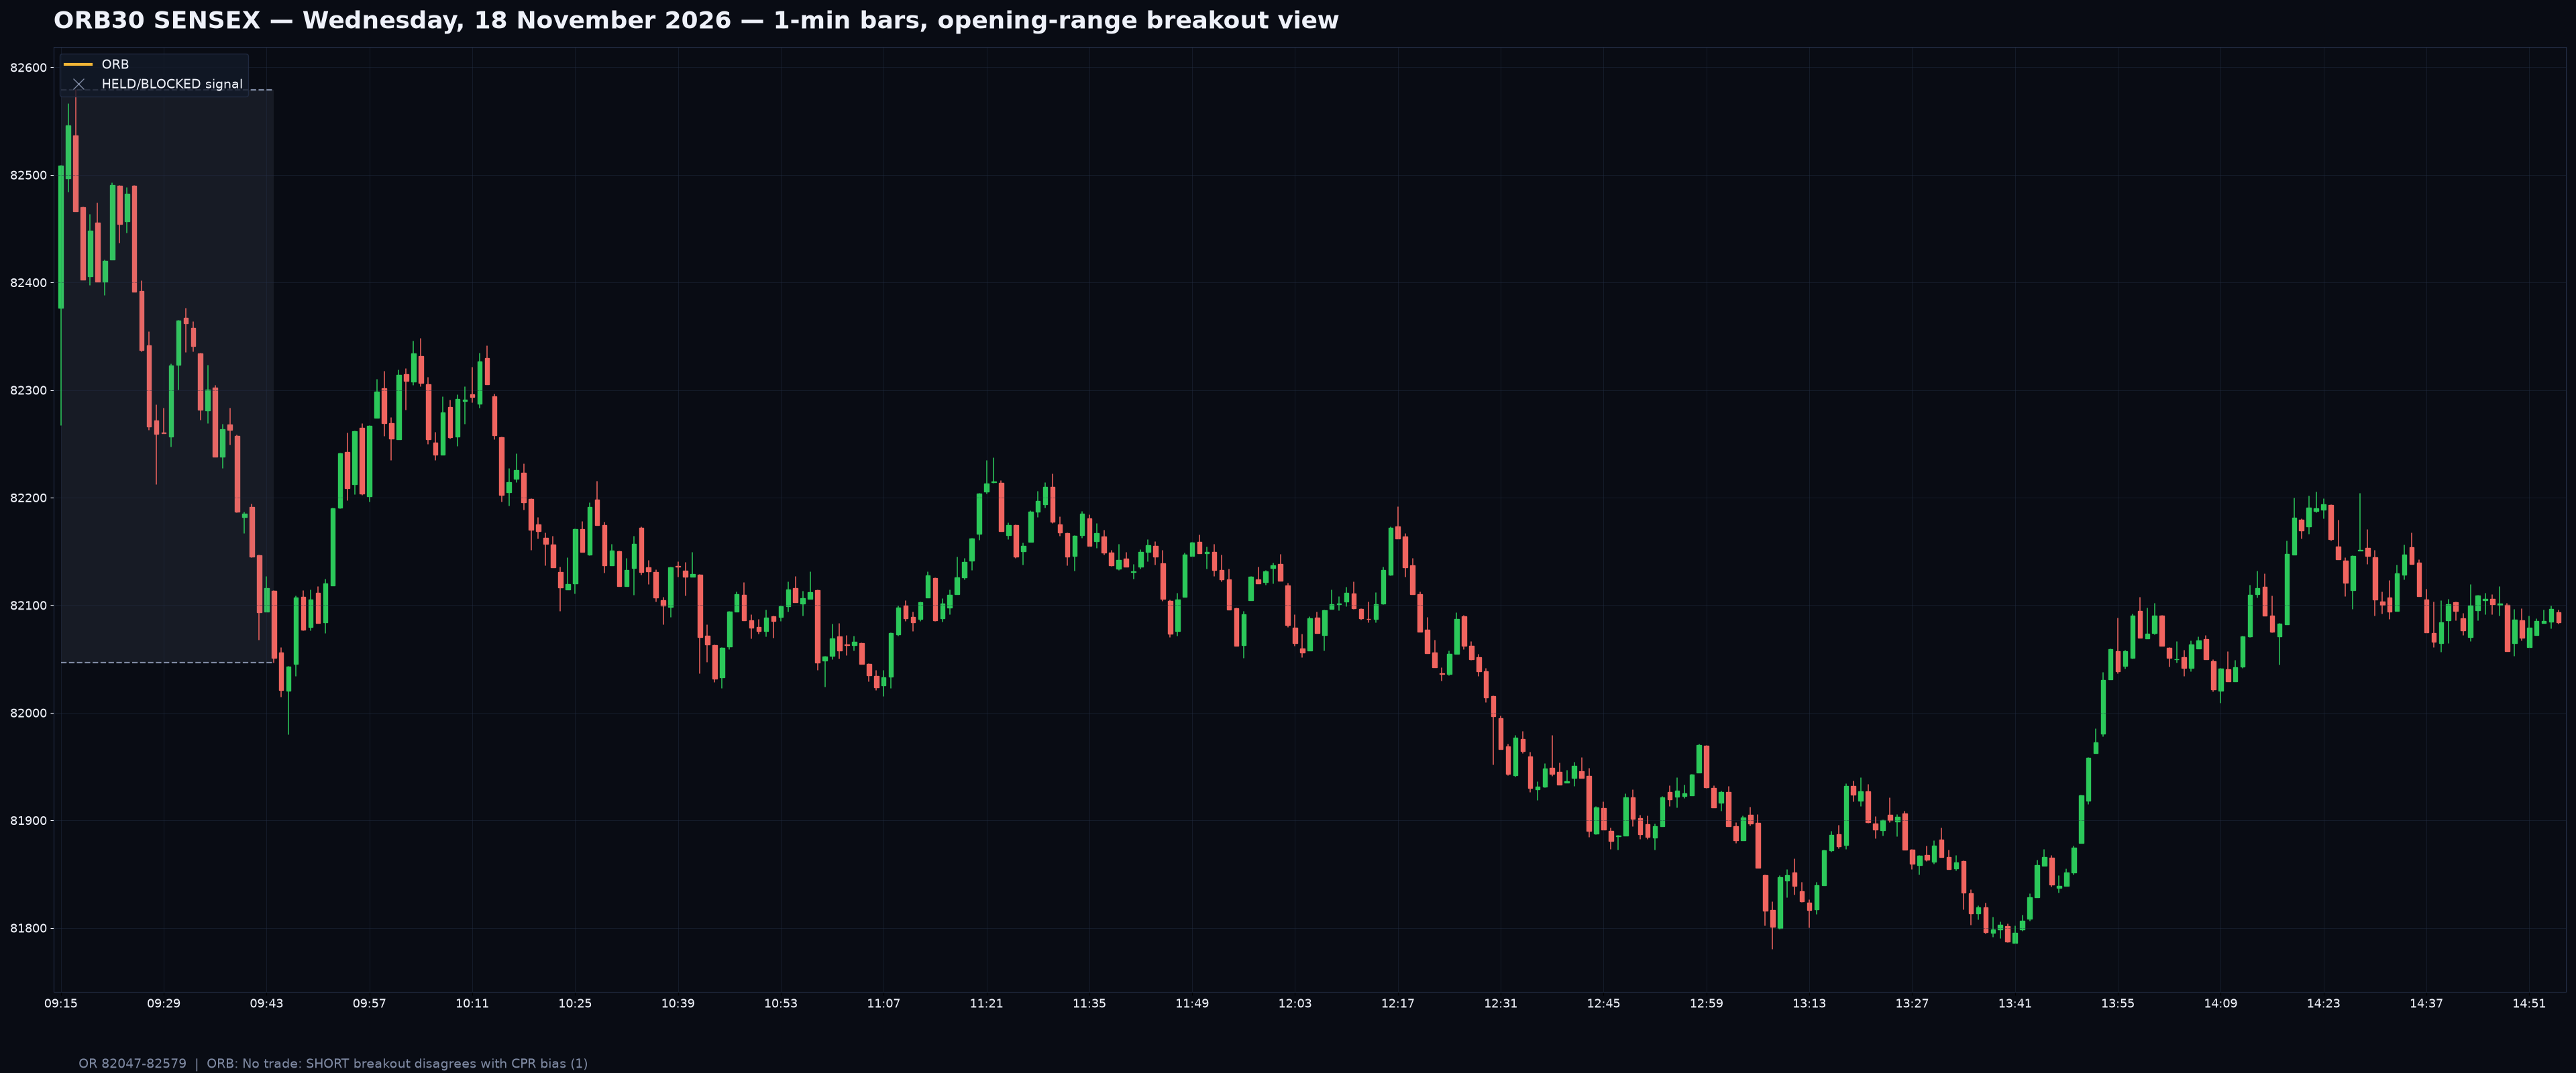 ORB30 SENSEX — Wednesday, 18 November 2026 — 1-min bars, opening-range breakout view
ORB
HELD/BLOCKED signal
82600
82500
82400
82300
82200
82100
82000
81900
81800
09:15 09:29 09:43 09:57 10:11 10:25 10:39 10:53 11:07 11:21 11:35 11:49 12:03 12:17 12:31 12:45 12:59 13:13 13:27 13:41 13:55 14:09 14:23 14:37 14:51
OR 82047-82579 | ORB: No trade: SHORT breakout disagrees with CPR bias (1)